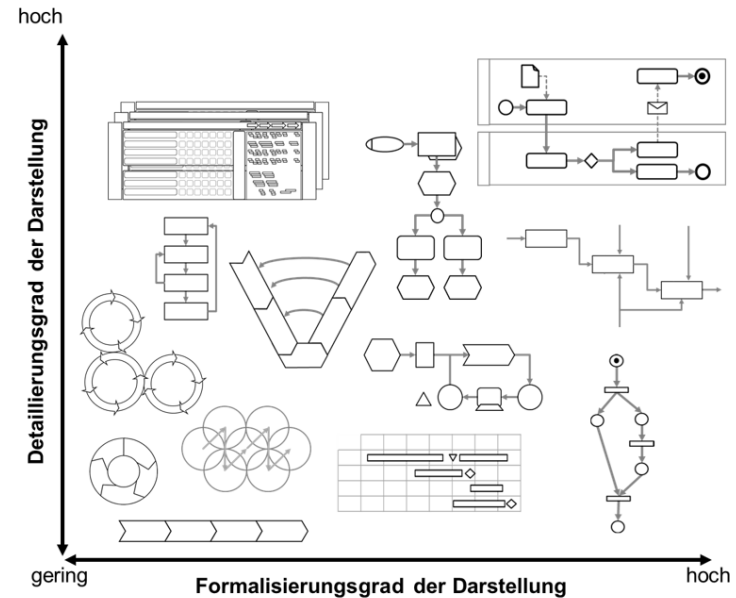 hoch
Detaillierungsgrad der Darstellung
gering
hoch
Formalisierungsgrad der Darstellung